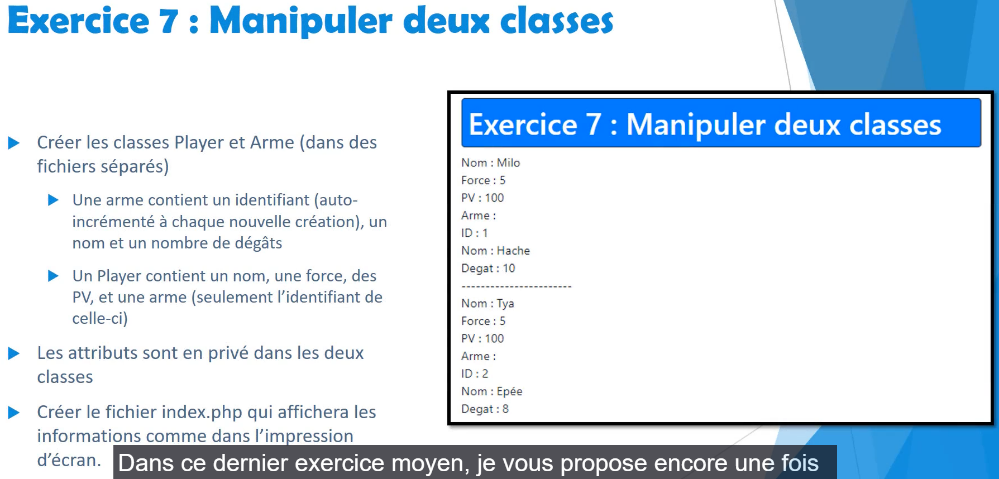 Exercice 7 : Manipuler deux classes
Créer les classes Player et Arme (dans des
fichiers séparés)
Une arme contient un identifiant (auto-
incrémenté à chaque nouvelle création), un
nom et un nombre de dégâts
Un Player contient un nom, une force, des
PV, et une arme (seulement l'identifiant de
celle-ci)
Les attributs sont en privé dans les deux
classes
Créer le fichier index.php qui affichera les
informations comme dans l'impression
d'écran.
Exercice 7 : Manipuler deux classes
Nom : Milo
Force : 5
PV : 100
Arme :
ID : 1
Nom : Hache
Degat : 10
-----------------------
Nom : Tya
Force : 5
PV : 100
Arme :
ID : 2
Nom : Epée
Degat : 8
Dans ce dernier exercice moyen, je vous propose encore une fois